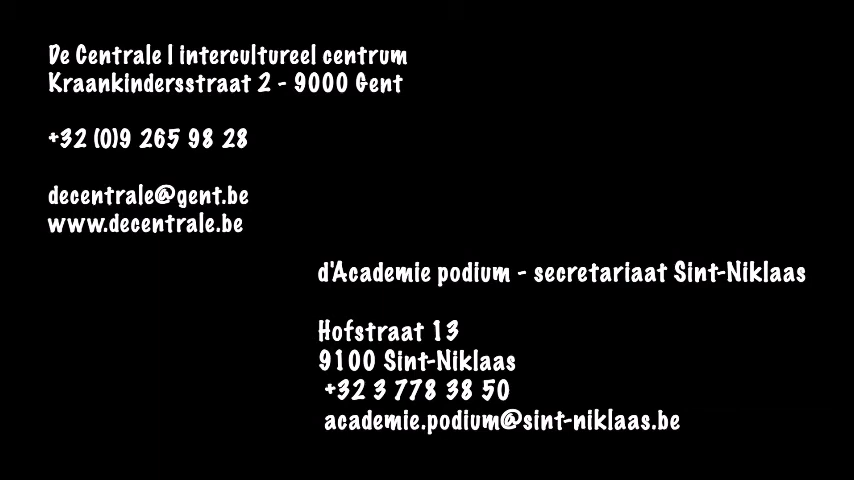 De Centrale | intercultureel centrum
Kraankindersstraat 2 - 9000 Gent
+32 (0)9 265 98 28
decentrale@gent.be
www.decentrale.be
d'Academie podium - secretariaat Sint-Niklaas
Hofstraat 13
9100 Sint-Niklaas
+32 3 778 38 50
academie.podium@sint-niklaas.be